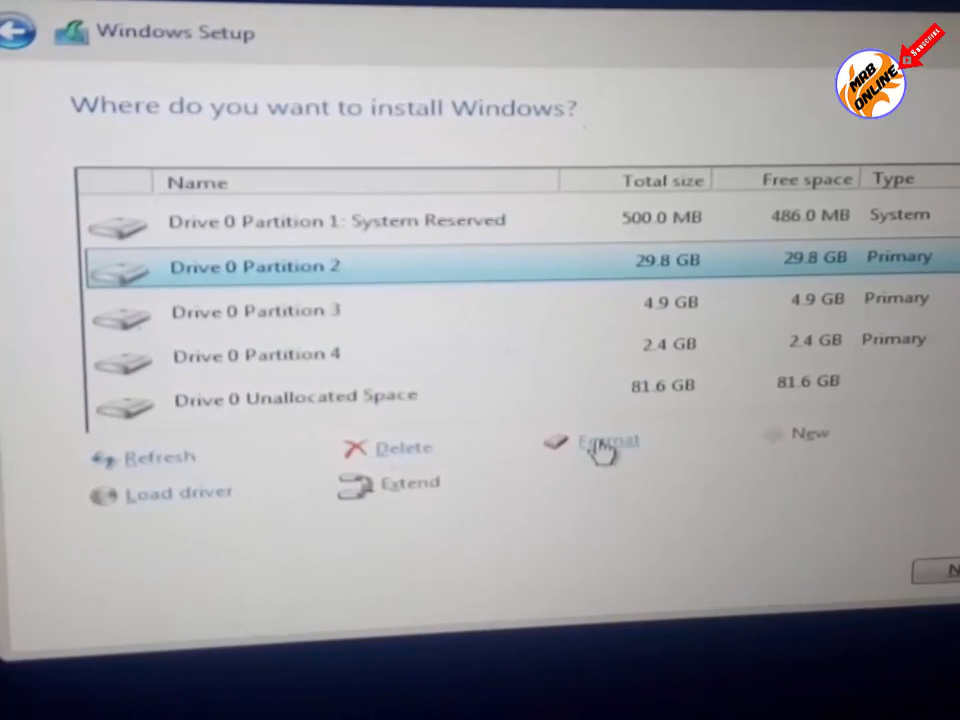 Windows Setup
SUBSCRIBE
MRB
ONLINE
Where do you want to install Windows?
Name Total size Free space Type
Drive 0 Partition 1: System Reserved 500.0 MB 486.0 MB System
Drive 0 Partition 2 29.8 GB 29.8 GB Primary
Drive 0 Partition 3 4.9 GB 4.9 GB Primary
Drive 0 Partition 4 2.4 GB 2.4 GB Primary
Drive 0 Unallocated Space 81.6 GB 81.6 GB
Refresh Delete Format New
Load driver Extend